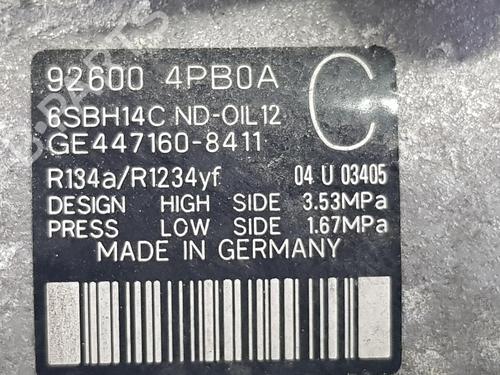 92600 4PB0A C
6SBH14C ND-OIL12
GE447160-8411
R134a/R1234yf 04 U 03405
DESIGN HIGH SIDE 3.53MPa
PRESS LOW SIDE 1.67MPa
MADE IN GERMANY